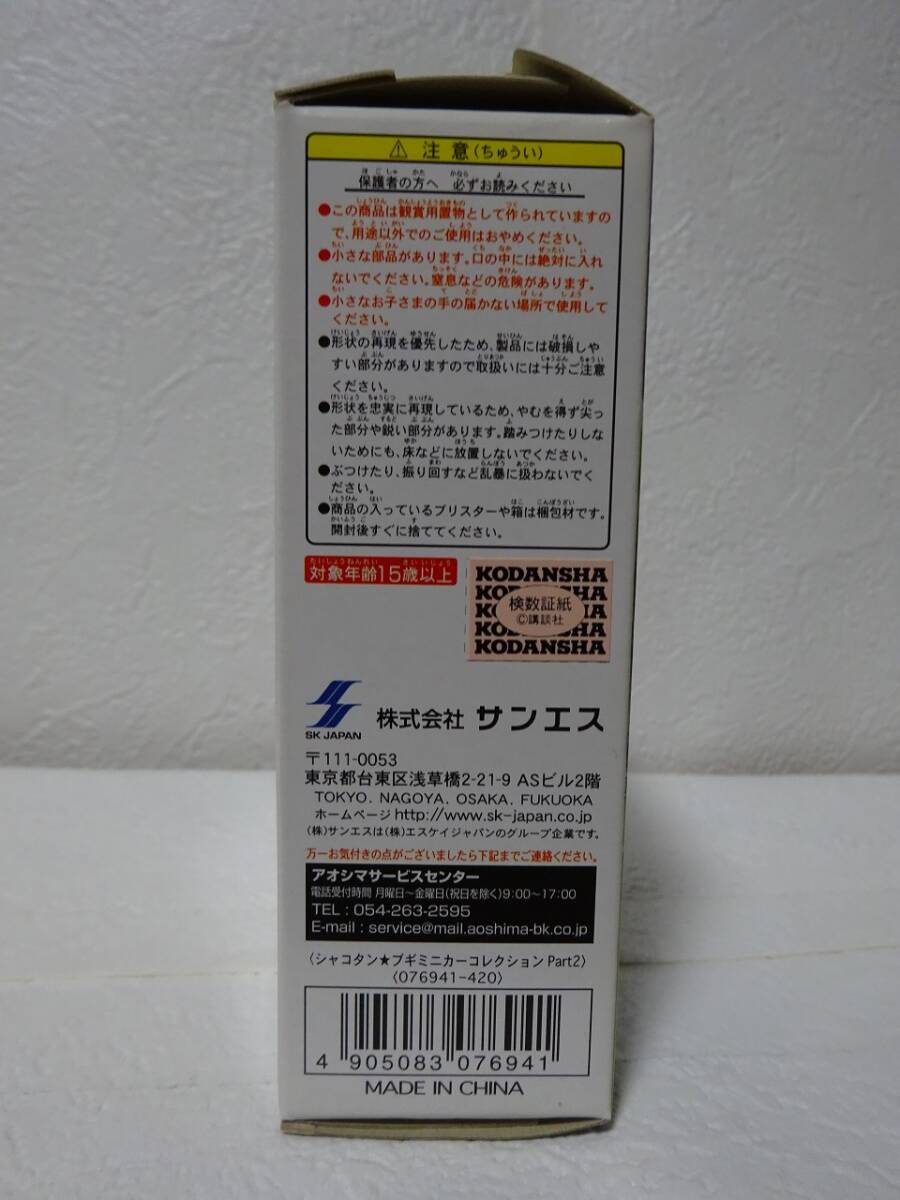 ⚠ 注意(ちゅうい)
保護者の方へ 必ずお読みください
●この商品は観賞用置物として作られていますの
で、用途以外でのご使用はおやめください。
●小さな部品があります。口の中には絶対に入れ
ないでください。窒息などの危険があります。
●小さなお子さまの手の届かない場所で使用して
ください。
●形状の再現を優先したため、製品には破損しや
すい部分がありますので取扱いには十分ご注意
ください。
●形状を忠実に再現しているため、やむを得ず尖っ
た部分や鋭い部分があります。踏みつけたりしな
いためにも、床などに放置しないでください。
●ぶつけたり、振り回すなど乱暴に扱わないでく
ださい。
●商品の入っているブリスターや箱は梱包材です。
開封後すぐに捨ててください。
対象年齢15歳以上
KODANSHA
KODANSHA
検数証紙
©講談社
KODANSHA
KODANSHA
SK JAPAN
株式会社 サンエス
〒111-0053
東京都台東区浅草橋2-21-9 ASビル2階
TOKYO. NAGOYA. OSAKA. FUKUOKA
ホームページ http://www.sk-japan.co.jp
(株)サンエスは(株)エスケイジャパンのグループ企業です。
万一お気付きの点がございましたら下記までご連絡ください。
アオシマサービスセンター
電話受付時間 月曜日～金曜日(祝日を除く)9:00～17:00
TEL : 054-263-2595
E-mail : service@mail.aoshima-bk.co.jp
〈シャコタン★ブギミニカーコレクション Part2〉
〈076941-420〉
4 905083 076941
MADE IN CHINA